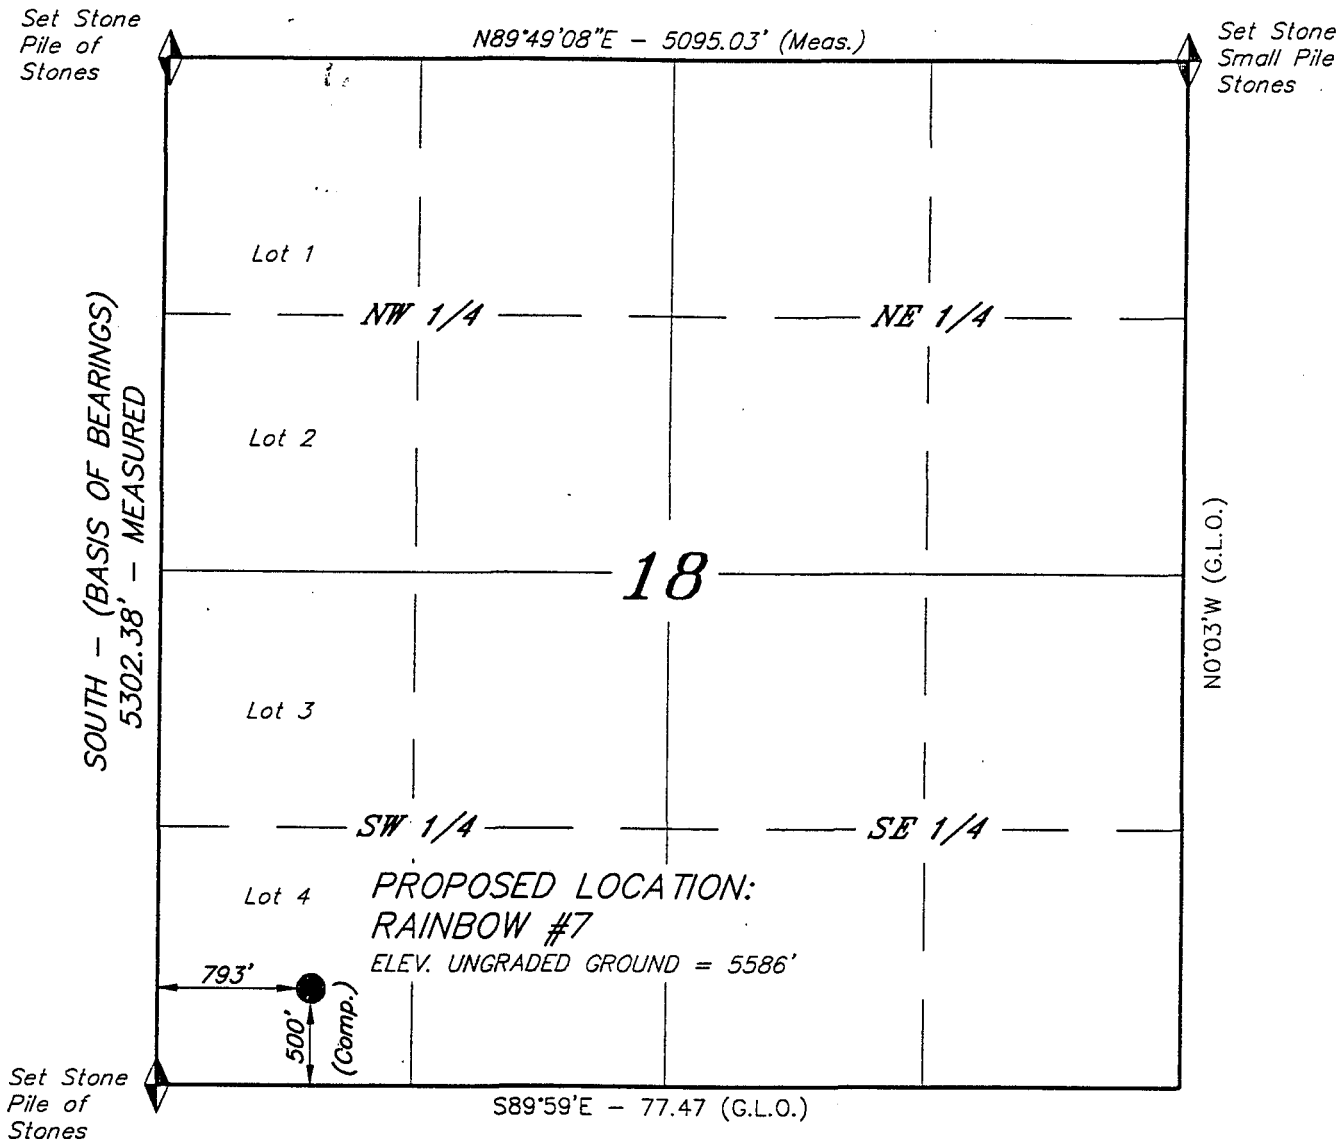 Set Stone
Pile of
Stones
N89°49'08"E - 5095.03' (Meas.)
Set Stone
Small Pile
Stones
Lot 1
NW 1/4
NE 1/4
SOUTH - (BASIS OF BEARINGS)
5302.38' - MEASURED
Lot 2
18
N0°03'W (G.L.O.)
Lot 3
SW 1/4
SE 1/4
Lot 4
PROPOSED LOCATION:
RAINBOW #7
ELEV. UNGRADED GROUND = 5586'
793'
500'
(Comp.)
Set Stone
Pile of
Stones
S89°59'E - 77.47 (G.L.O.)